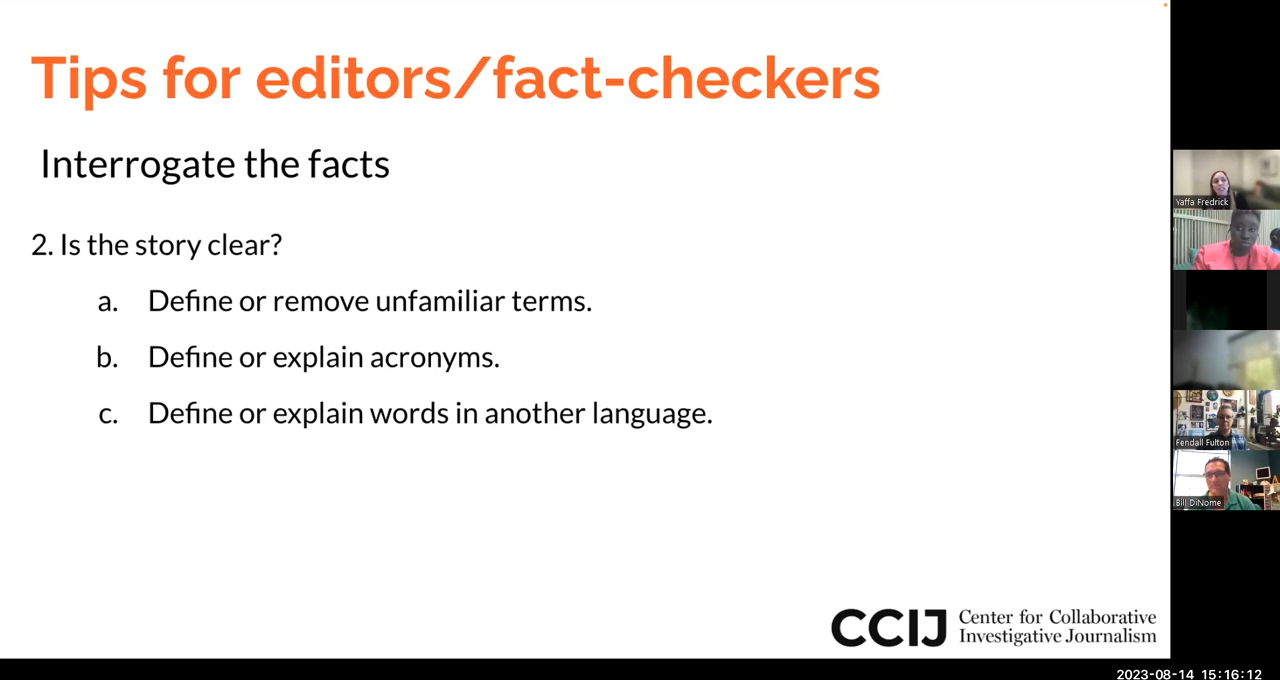 Tips for editors/fact-checkers
Interrogate the facts
2. Is the story clear?
a. Define or remove unfamiliar terms.
b. Define or explain acronyms.
c. Define or explain words in another language.
CCIJ Center for Collaborative
Investigative Journalism
Yaffa Fredrick
Fendall Fulton
Bill DiNome
2023-08-14 15:16:12